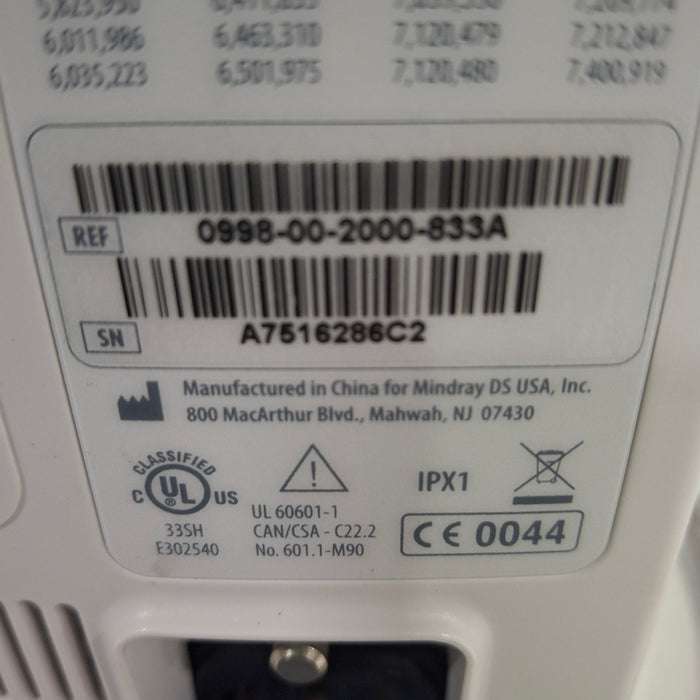 6,011,986 6,463,310 7,120,479 7,212,847
6,035,223 6,501,975 7,120,480 7,400,919
REF 0998-00-2000-833A
SN A7516286C2
Manufactured in China for Mindray DS USA, Inc.
800 MacArthur Blvd., Mahwah, NJ 07430
CLASSIFIED
C UL ® US
33SH
E302540
UL 60601-1
CAN/CSA - C22.2
No. 601.1-M90
IPX1
CE 0044